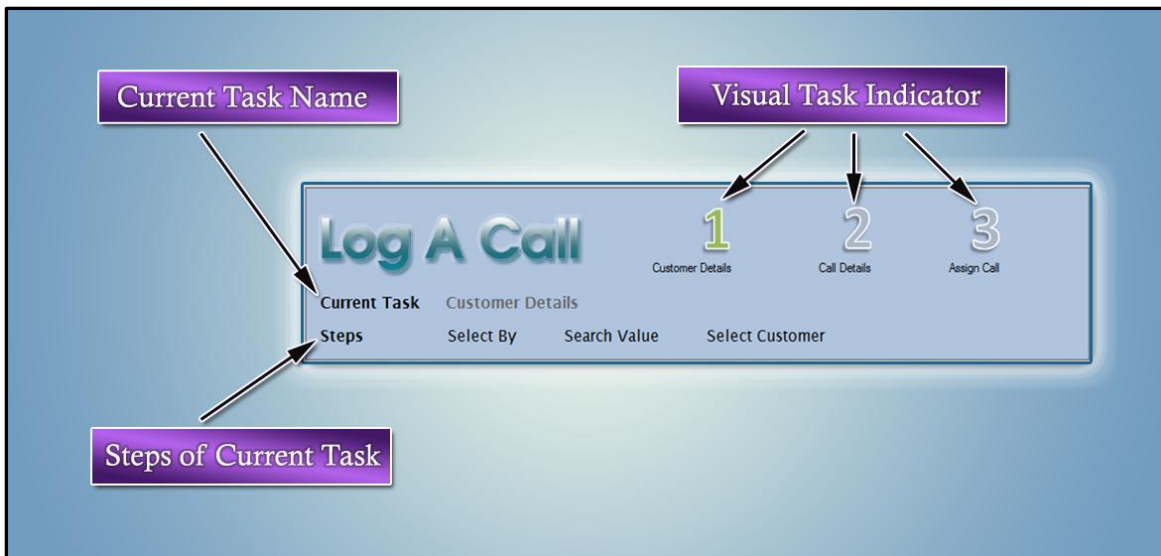 Current Task Name
Visual Task Indicator
Log A Call
1
2
3
Customer Details
Call Details
Assign Call
Current Task Customer Details
Steps Select By Search Value Select Customer
Steps of Current Task